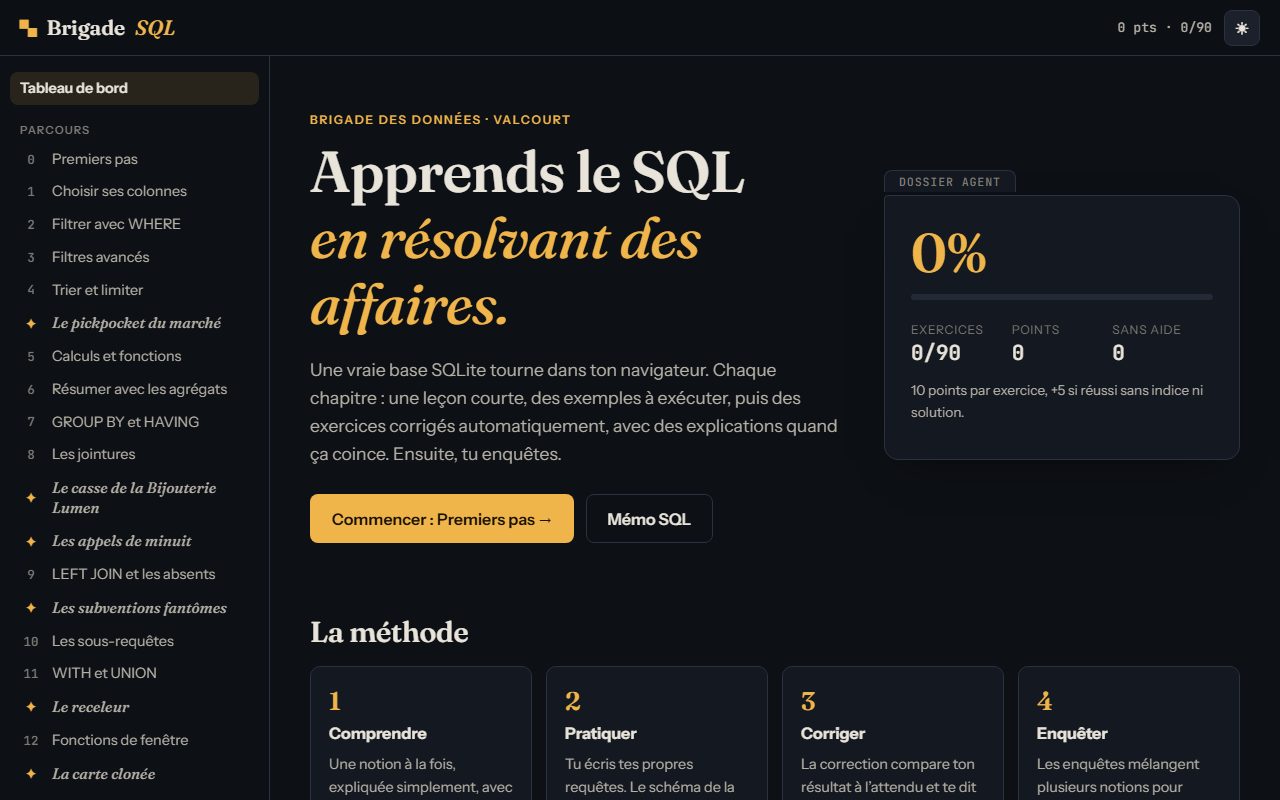 Brigade SQL
0 pts · 0/90
Tableau de bord
PARCOURS
0 Premiers pas
1 Choisir ses colonnes
2 Filtrer avec WHERE
3 Filtres avancés
4 Trier et limiter
✦ Le pickpocket du marché
5 Calculs et fonctions
6 Résumer avec les agrégats
7 GROUP BY et HAVING
8 Les jointures
✦ Le casse de la Bijouterie
Lumen
✦ Les appels de minuit
9 LEFT JOIN et les absents
✦ Les subventions fantômes
10 Les sous-requêtes
11 WITH et UNION
✦ Le receleur
12 Fonctions de fenêtre
✦ La carte clonée
BRIGADE DES DONNÉES · VALCOURT
Apprends le SQL
en résolvant des
affaires.
Une vraie base SQLite tourne dans ton navigateur. Chaque
chapitre : une leçon courte, des exemples à exécuter, puis des
exercices corrigés automatiquement, avec des explications quand
ça coince. Ensuite, tu enquêtes.
Commencer : Premiers pas →
Mémo SQL
DOSSIER AGENT
0%
EXERCICES POINTS SANS AIDE
0/90 0 0
10 points par exercice, +5 si réussi sans indice ni
solution.
La méthode
1
Comprendre
Une notion à la fois,
expliquée simplement, avec
2
Pratiquer
Tu écris tes propres
requêtes. Le schéma de la
3
Corriger
La correction compare ton
résultat à l’attendu et te dit
4
Enquêter
Les enquêtes mélangent
plusieurs notions pour